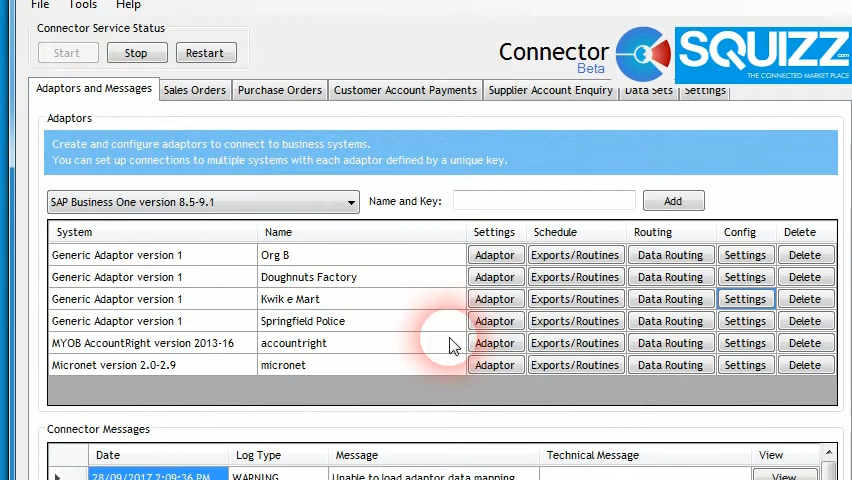 File Tools Help
Connector Service Status
Start Stop Restart
Connector
Beta
SQUIZZ.com
THE CONNECTED MARKET PLACE
Adaptors and Messages Sales Orders Purchase Orders Customer Account Payments Supplier Account Enquiry Data Sets Settings
Adaptors
Create and configure adaptors to connect to business systems.
You can set up connections to multiple systems with each adaptor defined by a unique key.
SAP Business One version 8.5-9.1 Name and Key: Add
System Name Settings Schedule Routing Config Delete
Generic Adaptor version 1 Org B Adaptor Exports/Routines Data Routing Settings Delete
Generic Adaptor version 1 Doughnuts Factory Adaptor Exports/Routines Data Routing Settings Delete
Generic Adaptor version 1 Kwik e Mart Adaptor Exports/Routines Data Routing Settings Delete
Generic Adaptor version 1 Springfield Police Adaptor Exports/Routines Data Routing Settings Delete
MYOB AccountRight version 2013-16 accountright Adaptor Exports/Routines Data Routing Settings Delete
Micronet version 2.0-2.9 micronet Adaptor Exports/Routines Data Routing Settings Delete
Connector Messages
Date Log Type Message Technical Message View
28/09/2017 2:09:36 PM WARNING Unable to load adaptor data mapping View